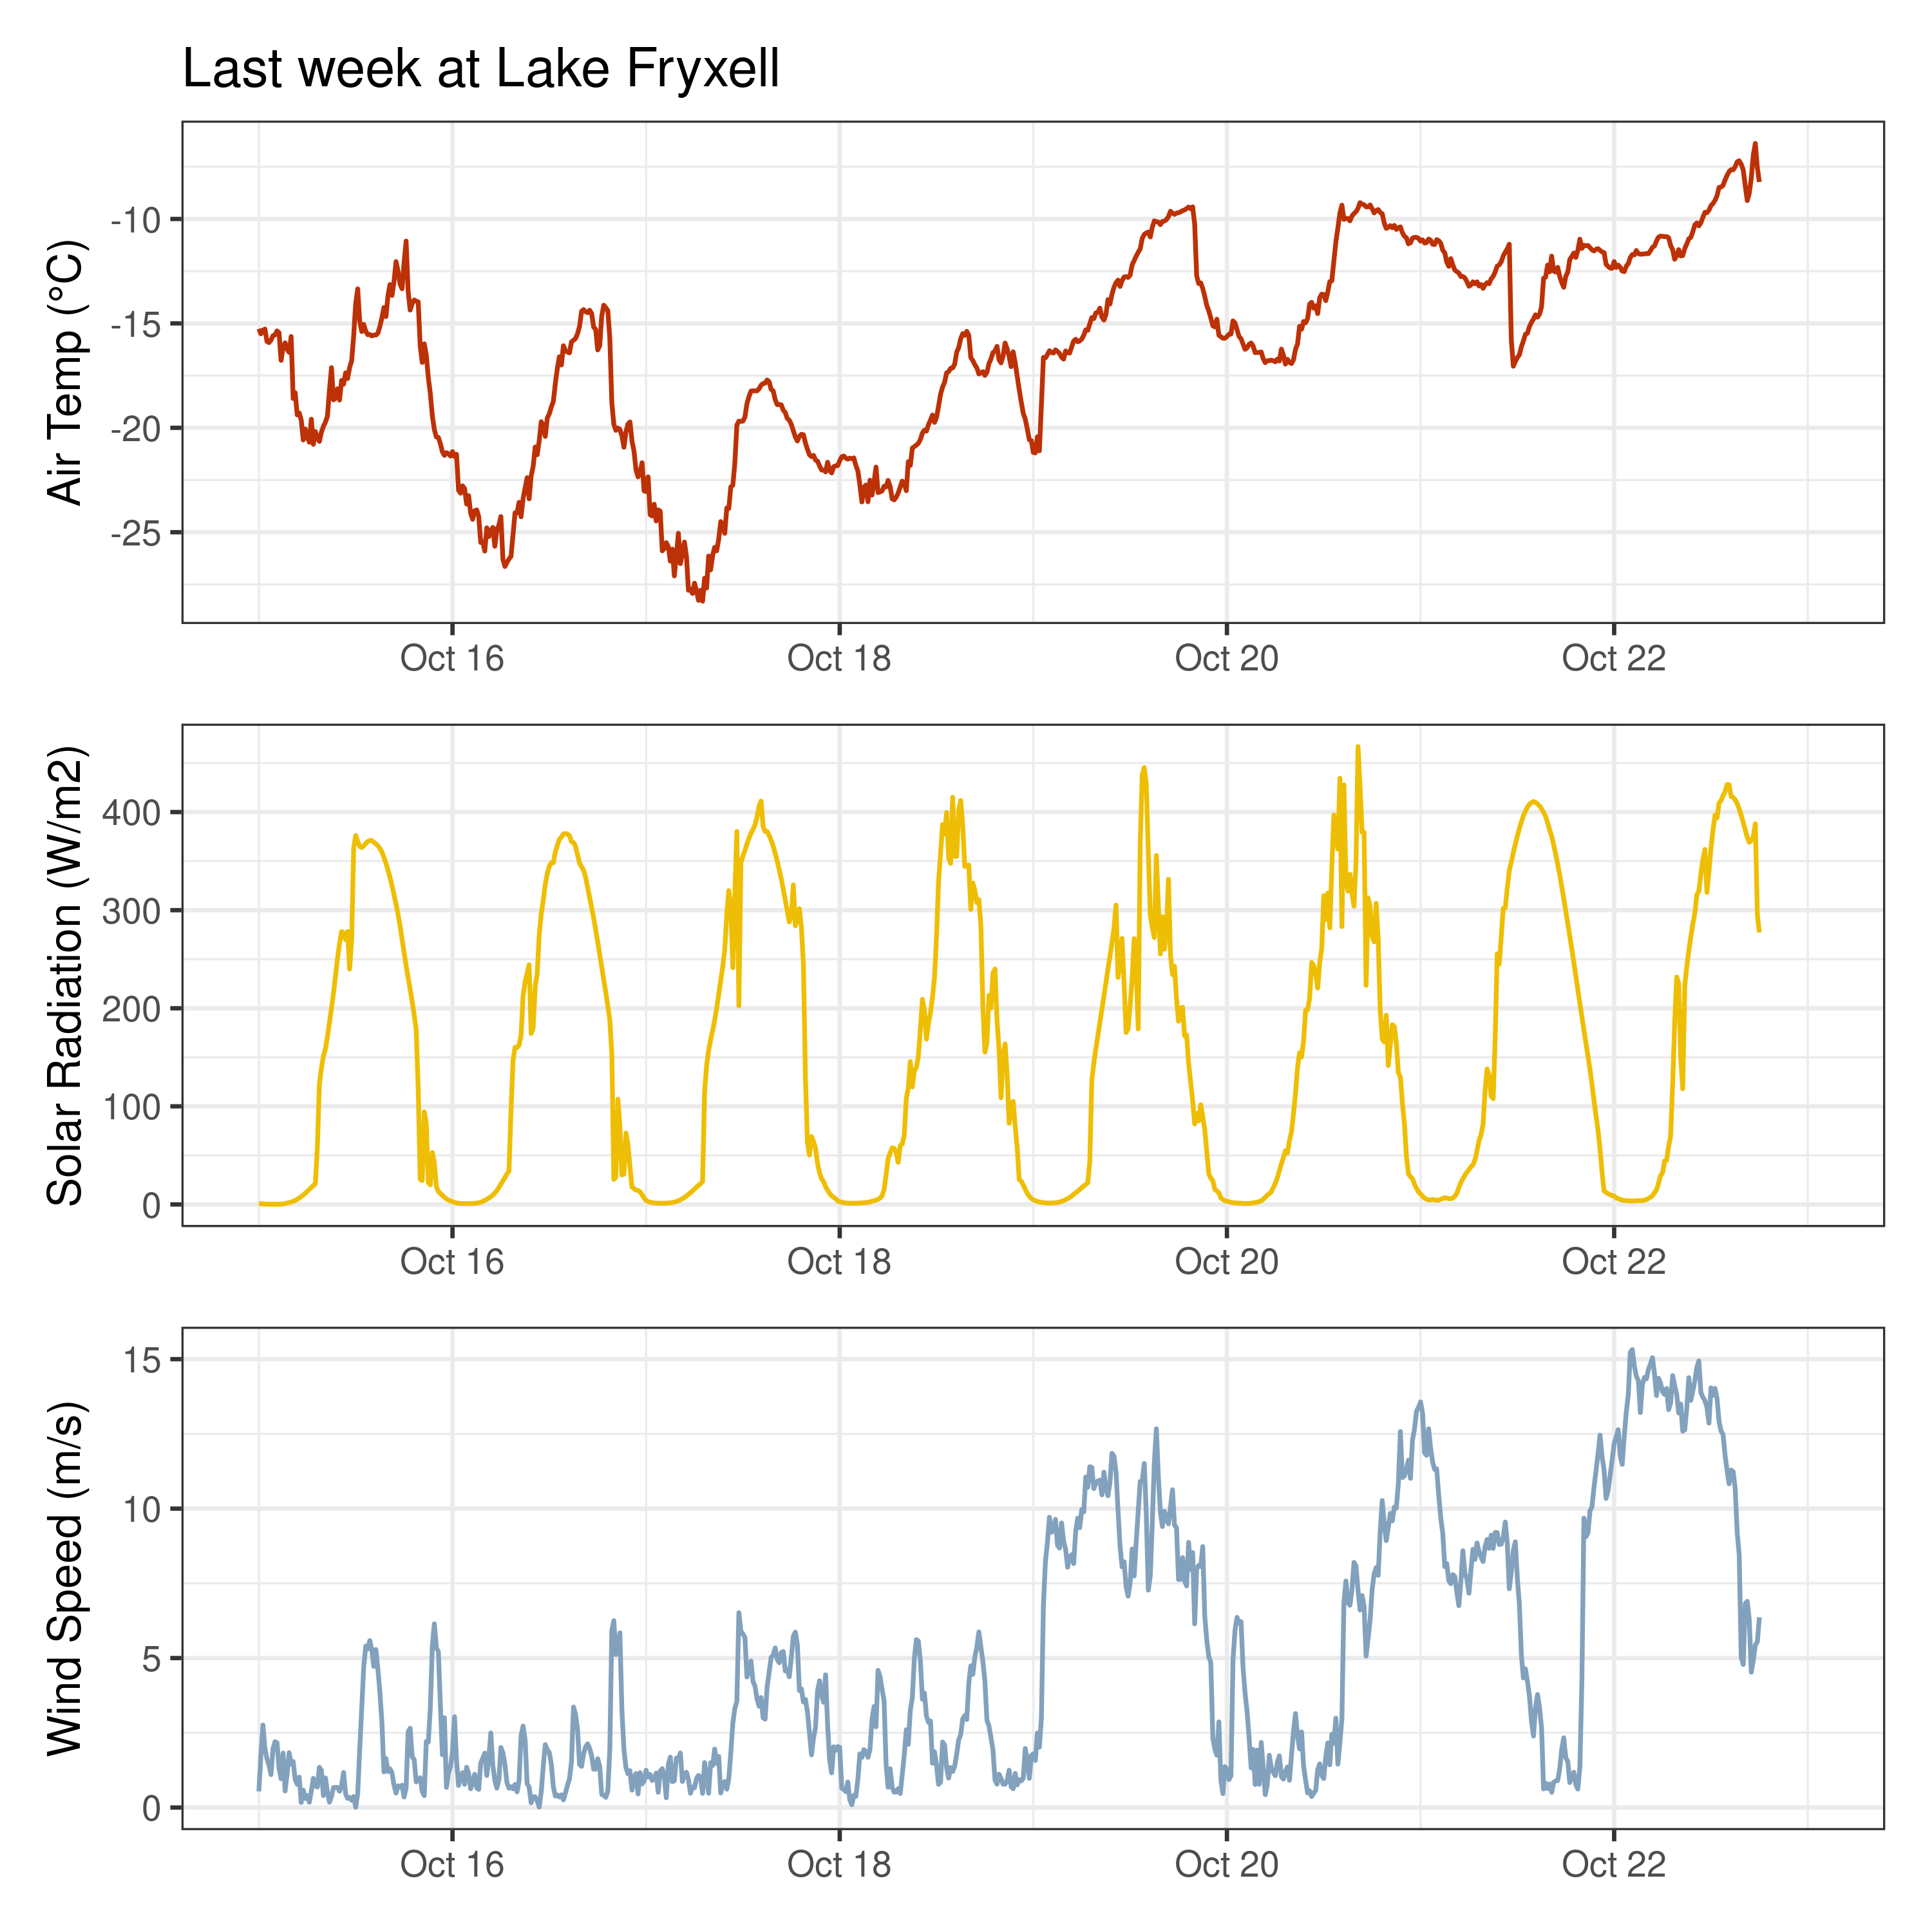 Last week at Lake Fryxell
Air Temp (°C)
-10
-15
-20
-25
Oct 16
Oct 18
Oct 20
Oct 22
Solar Radiation (W/m2)
400
300
200
100
0
Oct 16
Oct 18
Oct 20
Oct 22
Wind Speed (m/s)
15
10
5
0
Oct 16
Oct 18
Oct 20
Oct 22